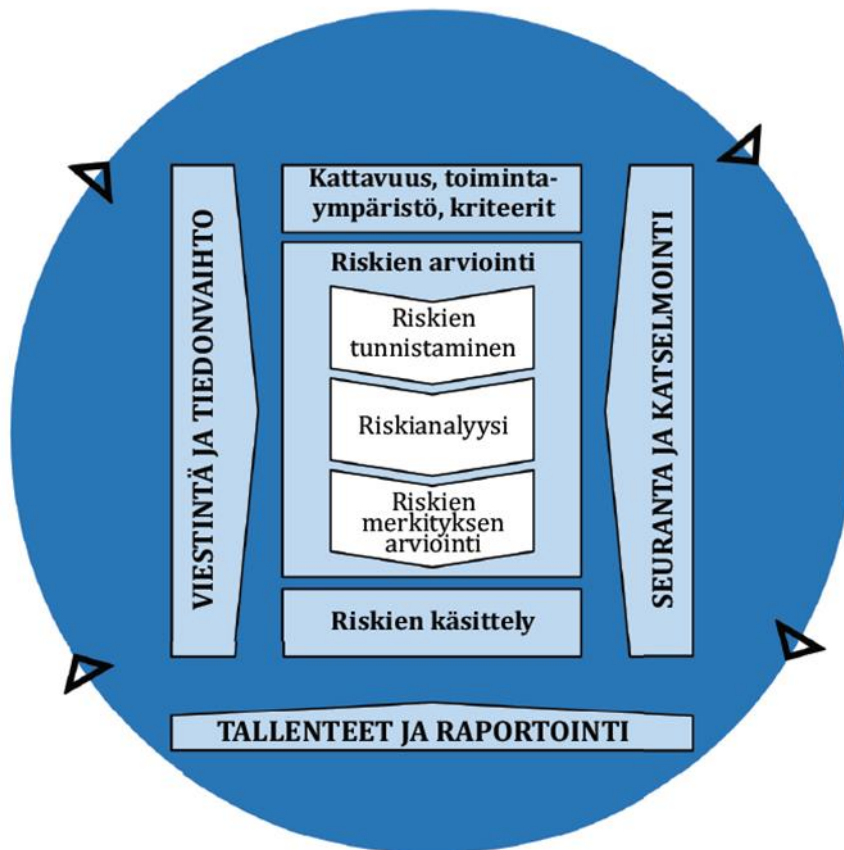 VIESTINTÄ JA TIEDONVAIHTO
Kattavuus, toiminta-
ympäristö, kriteerit
Riskien arviointi
Riskien
tunnistaminen
Riskianalyysi
Riskien
merkityksen
arviointi
Riskien käsittely
SEURANTA JA KATSELMOINTI
TALLENTEET JA RAPORTOINTI